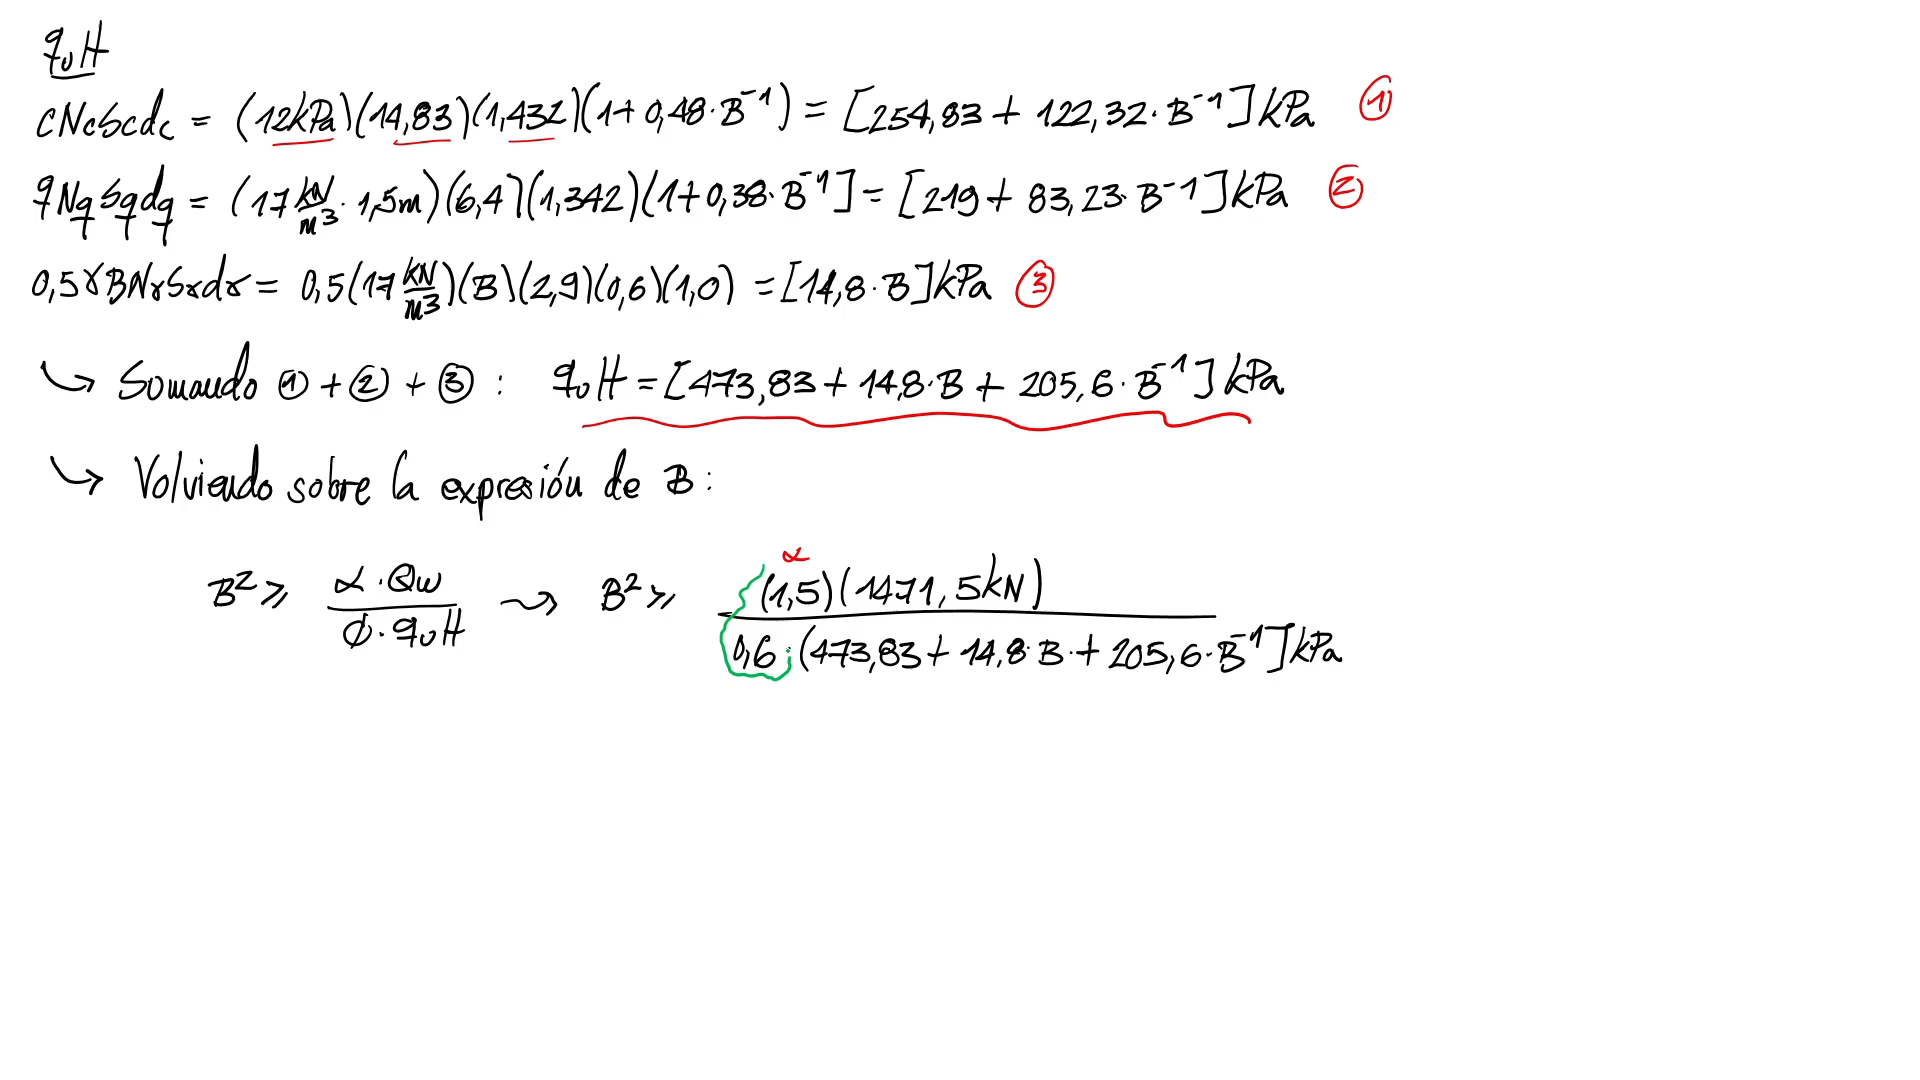 q₀H
cNcScdc = (12kPa)(14,83)(1,432)(1+0,48·B⁻¹) = [254,83 + 122,32·B⁻¹]kPa ①
qNqSqdq = (17 kN/m³ · 1,5m)(6,4)(1,342)(1+0,38·B⁻¹] = [219 + 83,23·B⁻¹]kPa ②
0,5γBNγSγdγ = 0,5(17 kN/m³)(B)(2,9)(0,6)(1,0) = [14,8·B]kPa ③
↳ Sumando ① + ② + ③ : q₀H = [473,83 + 14,8·B + 205,6·B⁻¹]kPa
↳ Volviendo sobre la expresión de B :
α
B² ≥ α·Qw / ϕ·q₀H ⇝ B² ≥ (1,5)(1471,5kN) / 0,6·(473,83 + 14,8·B·+ 205,6·B⁻¹]kPa